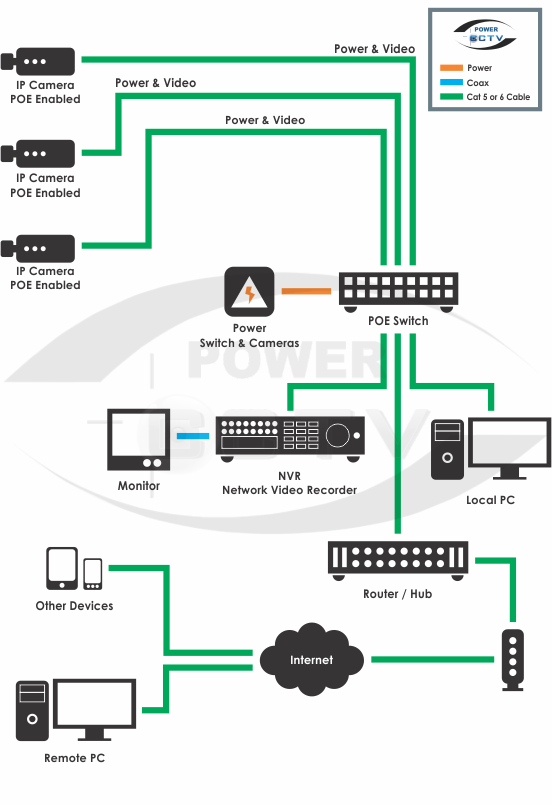 Power & Video
POWER
CCTV
Power
Coax
Cat 5 or 6 Cable
IP Camera
POE Enabled
Power & Video
Power & Video
IP Camera
POE Enabled
IP Camera
POE Enabled
Power
Switch & Cameras
POE Switch
POWER
CCTV
Monitor
NVR
Network Video Recorder
Local PC
Router / Hub
Other Devices
Internet
Remote PC